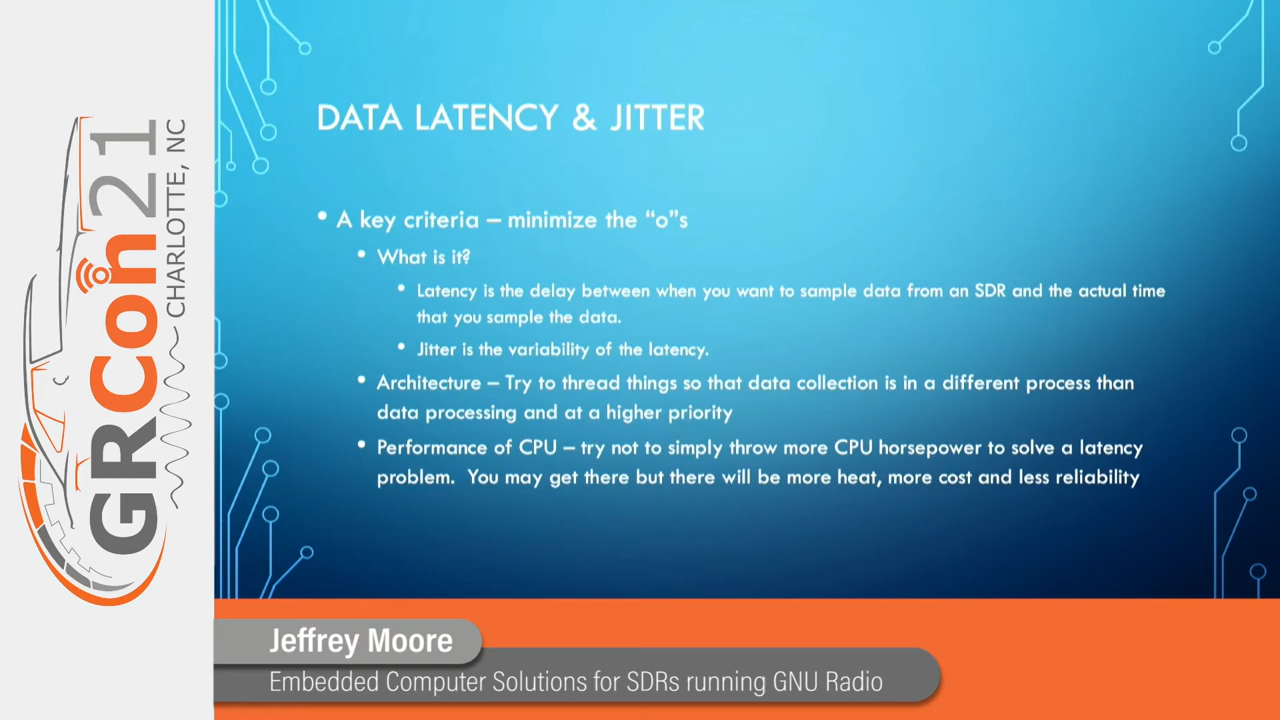 GRCon21
CHARLOTTE, NC
DATA LATENCY & JITTER
• A key criteria – minimize the “o”s
• What is it?
• Latency is the delay between when you want to sample data from an SDR and the actual time
that you sample the data.
• Jitter is the variability of the latency.
• Architecture – Try to thread things so that data collection is in a different process than
data processing and at a higher priority
• Performance of CPU – try not to simply throw more CPU horsepower to solve a latency
problem.  You may get there but there will be more heat, more cost and less reliability
Jeffrey Moore
Embedded Computer Solutions for SDRs running GNU Radio